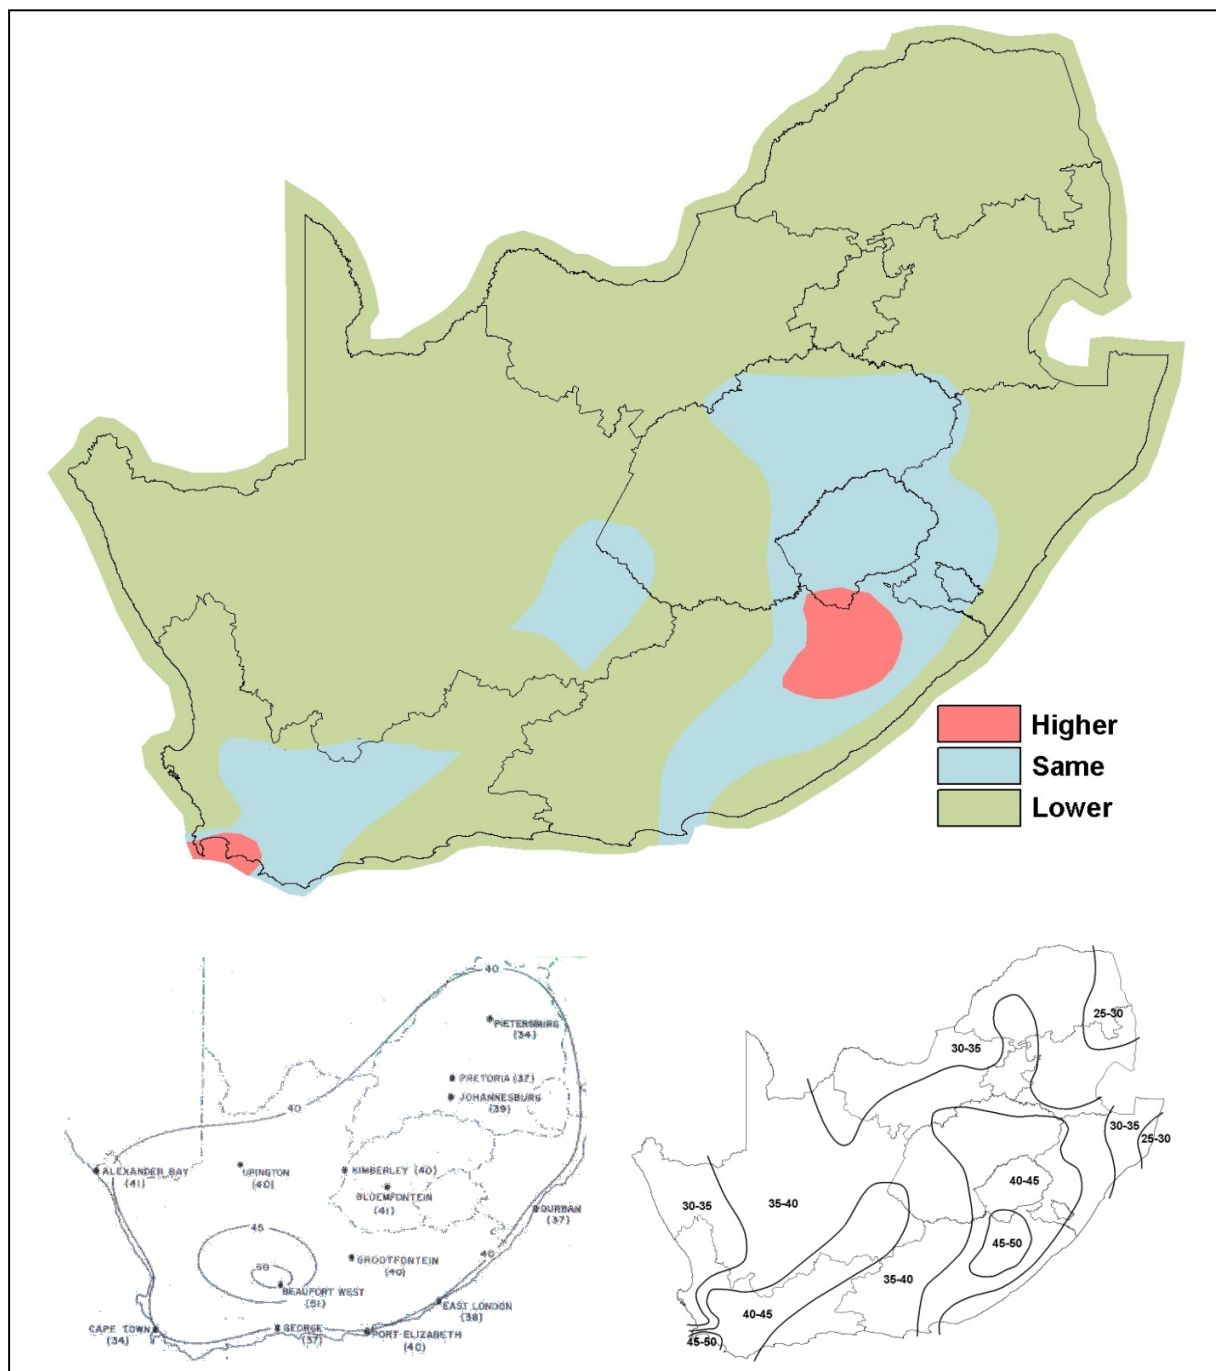 Higher
Same
Lower
40
PIETERSBURG
(34)
PRETORIA (37)
JOHANNESBURG
(39)
40
ALEXANDER BAY
(41)
UPINGTON
(40)
KIMBERLEY (40)
BLOEMFONTEIN
(41)
DURBAN
(37)
45
50
GROOTFONTEIN
(40)
40
BEAUFORT WEST
(51)
EAST LONDON
(38)
CAPE TOWN
(34)
GEORGE
(37)
PORT ELIZABETH
(40)
25-30
30-35
30-35
25-30
40-45
30-35
35-40
45-50
35-40
40-45
45-50